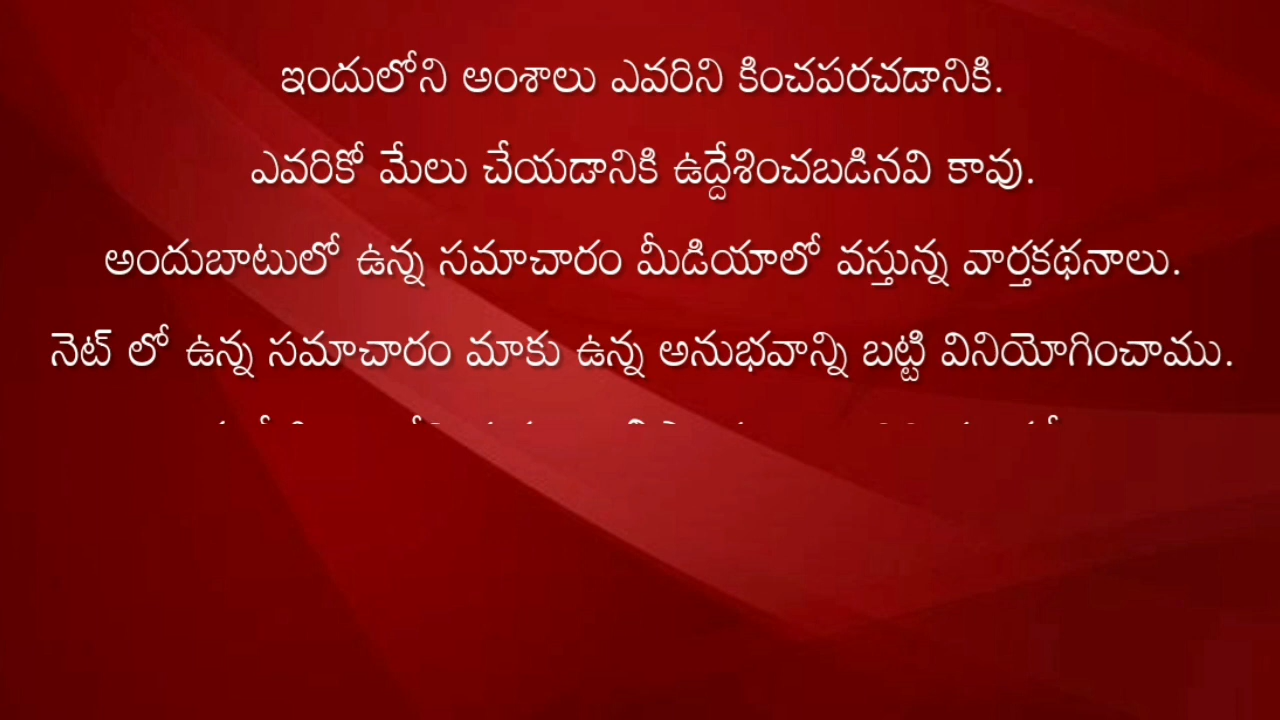 ఇందులోని అంశాలు ఎవరిని కించపరచడానికి.
ఎవరికో మేలు చేయడానికి ఉద్దేశించబడినవి కావు.
అందుబాటులో ఉన్న సమాచారం మీడియాలో వస్తున్న వార్తకథనాలు.
నెట్ లో ఉన్న సమాచారం మాకు ఉన్న అనుభవాన్ని బట్టి వినియోగించాము.